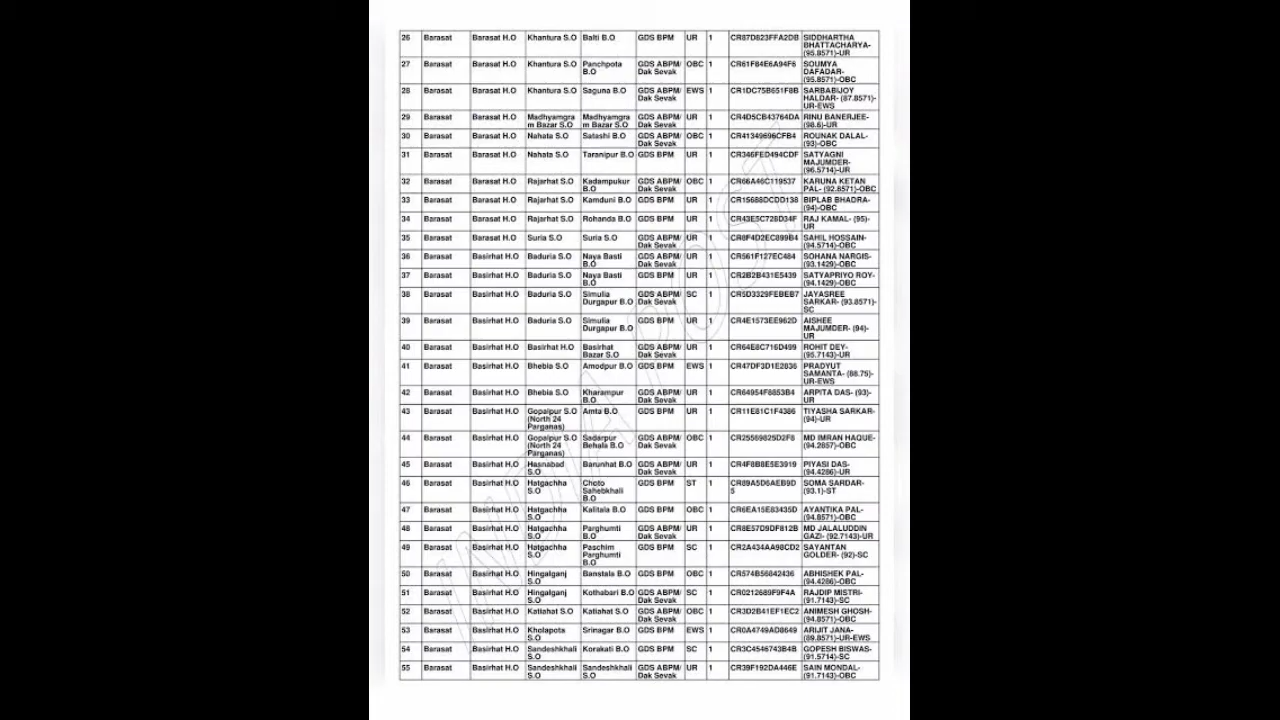 26 Barasat Barasat H.O Khantura S.O Balti B.O GDS BPM UR 1 CR87D823FFA2DB SIDDHARTHA
BHATTACHARYA-
(95.8571)-UR
27 Barasat Barasat H.O Khantura S.O Panchpota GDS ABPM/ OBC 1 CR61F84E6A94F6 SOUMYA
B.O Dak Sevak DAFADAR-
(95.8571)-OBC
28 Barasat Barasat H.O Khantura S.O Saguna B.O GDS ABPM/ EWS 1 CR1DC75B651F8B SARBABIJOY
Dak Sevak HALDAR- (87.8571)-
UR-EWS
29 Barasat Barasat H.O Madhyamgra Madhyamgra GDS ABPM/ UR 1 CR4D5CB43764DA RINU BANERJEE-
m Bazar S.O m Bazar S.O Dak Sevak (98.6)-UR
30 Barasat Barasat H.O Nahata S.O Satashi B.O GDS ABPM/ OBC 1 CR41349696CFB4 ROUNAK DALAL-
Dak Sevak (93)-OBC
31 Barasat Barasat H.O Nahata S.O Taranipur B.O GDS BPM UR 1 CR346FED494CDF SATYAGNI
MAJUMDER-
(96.5714)-UR
32 Barasat Barasat H.O Rajarhat S.O Kadampukur GDS ABPM/ OBC 1 CR66A46C119537 KARUNA KETAN
B.O Dak Sevak PAL- (92.8571)-OBC
33 Barasat Barasat H.O Rajarhat S.O Kamduni B.O GDS BPM UR 1 CR15688DCDD138 BIPLAB BHADRA-
(94)-OBC
34 Barasat Barasat H.O Rajarhat S.O Rohanda B.O GDS BPM UR 1 CR43E5C728D34F RAJ KAMAL- (95)-
UR
35 Barasat Barasat H.O Suria S.O Suria S.O GDS ABPM/ UR 1 CR8F4D2EC899B4 SAHIL HOSSAIN-
Dak Sevak (94.5714)-OBC
36 Barasat Basirhat H.O Baduria S.O Naya Basti GDS ABPM/ UR 1 CR561F127EC484 SOHANA NARGIS-
B.O Dak Sevak (93.1429)-OBC
37 Barasat Basirhat H.O Baduria S.O Naya Basti GDS BPM UR 1 CR2B2B431E5439 SATYAPRIYO ROY-
B.O (94.1429)-UR
38 Barasat Basirhat H.O Baduria S.O Simulia GDS ABPM/ SC 1 CR5D3329FEBEB7 JAYASREE
Durgapur B.O Dak Sevak SARKAR- (93.8571)-
SC
39 Barasat Basirhat H.O Baduria S.O Simulia GDS BPM UR 1 CR4E1573EE962D AISHEE
Durgapur B.O MAJUMDER- (94)-
UR
40 Barasat Basirhat H.O Basirhat H.O Basirhat GDS ABPM/ UR 1 CR64E8C716D499 ROHIT DEY-
Bazar S.O Dak Sevak (95.7143)-UR
41 Barasat Basirhat H.O Bhebia S.O Amodpur B.O GDS BPM EWS 1 CR47DF3D1E2836 PRADYUT
SAMANTA- (88.75)-
UR-EWS
42 Barasat Basirhat H.O Bhebia S.O Kharampur GDS ABPM/ UR 1 CR64954F8853B4 ARPITA DAS- (93)-
B.O Dak Sevak UR
43 Barasat Basirhat H.O Gopalpur S.O Amta B.O GDS BPM UR 1 CR11E81C1F4386 TIYASHA SARKAR-
(North 24 (94)-UR
Parganas)
44 Barasat Basirhat H.O Gopalpur S.O Sadarpur GDS ABPM/ OBC 1 CR25569825D2F8 MD IMRAN HAQUE-
(North 24 Behala B.O Dak Sevak (94.2857)-OBC
Parganas)
45 Barasat Basirhat H.O Hasnabad Barunhat B.O GDS ABPM/ UR 1 CR4F8B8E5E3919 PIYASI DAS-
S.O Dak Sevak (94.4286)-UR
46 Barasat Basirhat H.O Hatgachha Choto GDS BPM ST 1 CR89A5D6AEB9D SOMA SARDAR-
S.O Sahebkhali 5 (93.1)-ST
B.O
47 Barasat Basirhat H.O Hatgachha Kalitala B.O GDS BPM OBC 1 CR6EA15E83435D AYANTIKA PAL-
S.O (94.8571)-OBC
48 Barasat Basirhat H.O Hatgachha Parghumti GDS ABPM/ UR 1 CR8E57D9DF812B MD JALALUDDIN
S.O B.O Dak Sevak GAZI- (92.7143)-UR
49 Barasat Basirhat H.O Hatgachha Paschim GDS BPM SC 1 CR2A434AA98CD2 SAYANTAN
S.O Parghumti GOLDER- (92)-SC
B.O
50 Barasat Basirhat H.O Hingalganj Banstala B.O GDS BPM OBC 1 CR574B56842436 ABHISHEK PAL-
S.O (94.4286)-OBC
51 Barasat Basirhat H.O Hingalganj Kothabari B.O GDS ABPM/ SC 1 CR0212689F9F4A RAJDIP MISTRI-
S.O Dak Sevak (91.7143)-SC
52 Barasat Basirhat H.O Katiahat S.O Katiahat S.O GDS ABPM/ OBC 1 CR3D2B41EF1EC2 ANIMESH GHOSH-
Dak Sevak (94.8571)-OBC
53 Barasat Basirhat H.O Kholapota Srinagar B.O GDS BPM EWS 1 CR0A4749AD8649 ARIJIT JANA-
S.O (89.8571)-UR-EWS
54 Barasat Basirhat H.O Sandeshkhali Korakati B.O GDS BPM SC 1 CR3C4546743B4B GOPESH BISWAS-
S.O (91.5714)-SC
55 Barasat Basirhat H.O Sandeshkhali Sandeshkhali GDS ABPM/ UR 1 CR39F192DA446E SAIN MONDAL-
S.O S.O Dak Sevak (91.7143)-OBC
INDIA POST